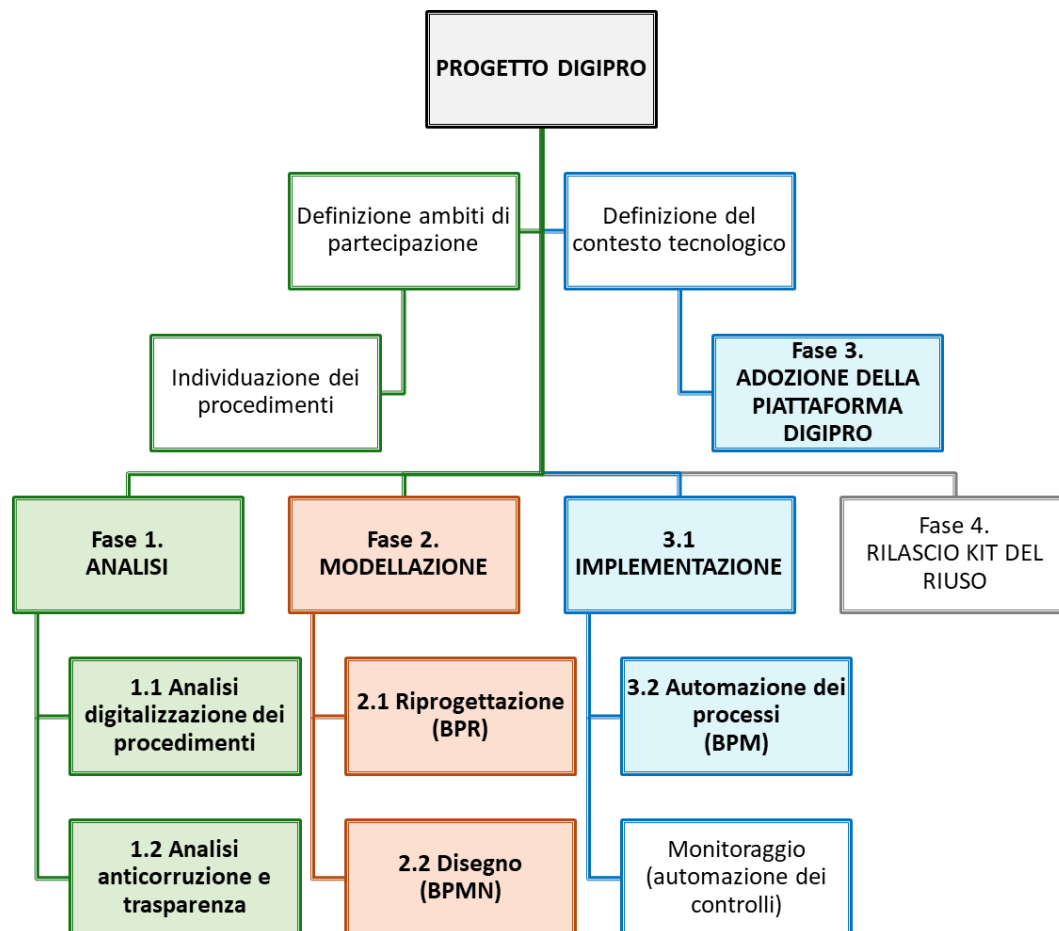 PROGETTO DIGIPRO
Definizione ambiti di
partecipazione
Definizione del
contesto tecnologico
Individuazione dei
procedimenti
Fase 3.
ADOZIONE DELLA
PIATTAFORMA
DIGIPRO
Fase 1.
ANALISI
Fase 2.
MODELLAZIONE
3.1
IMPLEMENTAZIONE
Fase 4.
RILASCIO KIT DEL
RIUSO
1.1 Analisi
digitalizzazione dei
procedimenti
2.1 Riprogettazione
(BPR)
3.2 Automazione dei
processi
(BPM)
1.2 Analisi
anticorruzione e
trasparenza
2.2 Disegno
(BPMN)
Monitoraggio
(automazione dei
controlli)